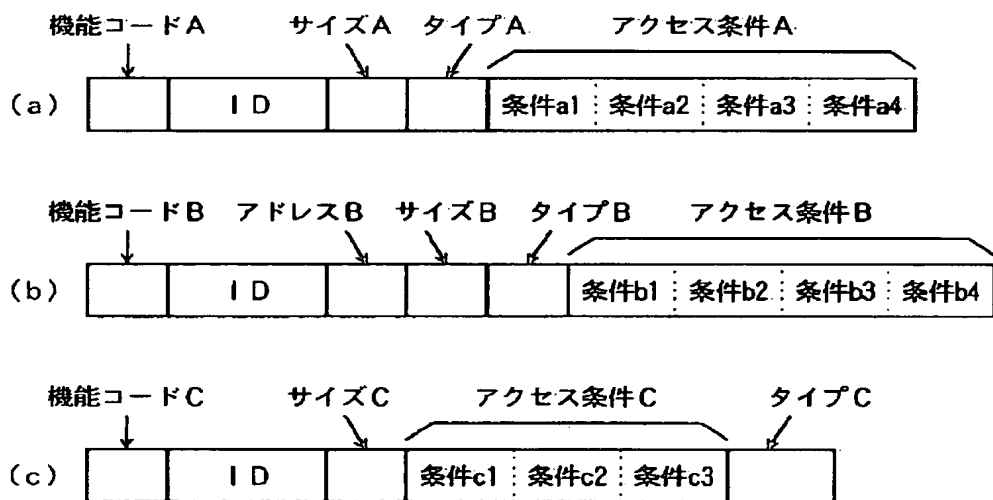 機能コードA サイズA タイプA アクセス条件A
(a) ID 条件a1 条件a2 条件a3 条件a4
機能コードB アドレスB サイズB タイプB アクセス条件B
(b) ID 条件b1 条件b2 条件b3 条件b4
機能コードC サイズC アクセス条件C タイプC
(c) ID 条件c1 条件c2 条件c3